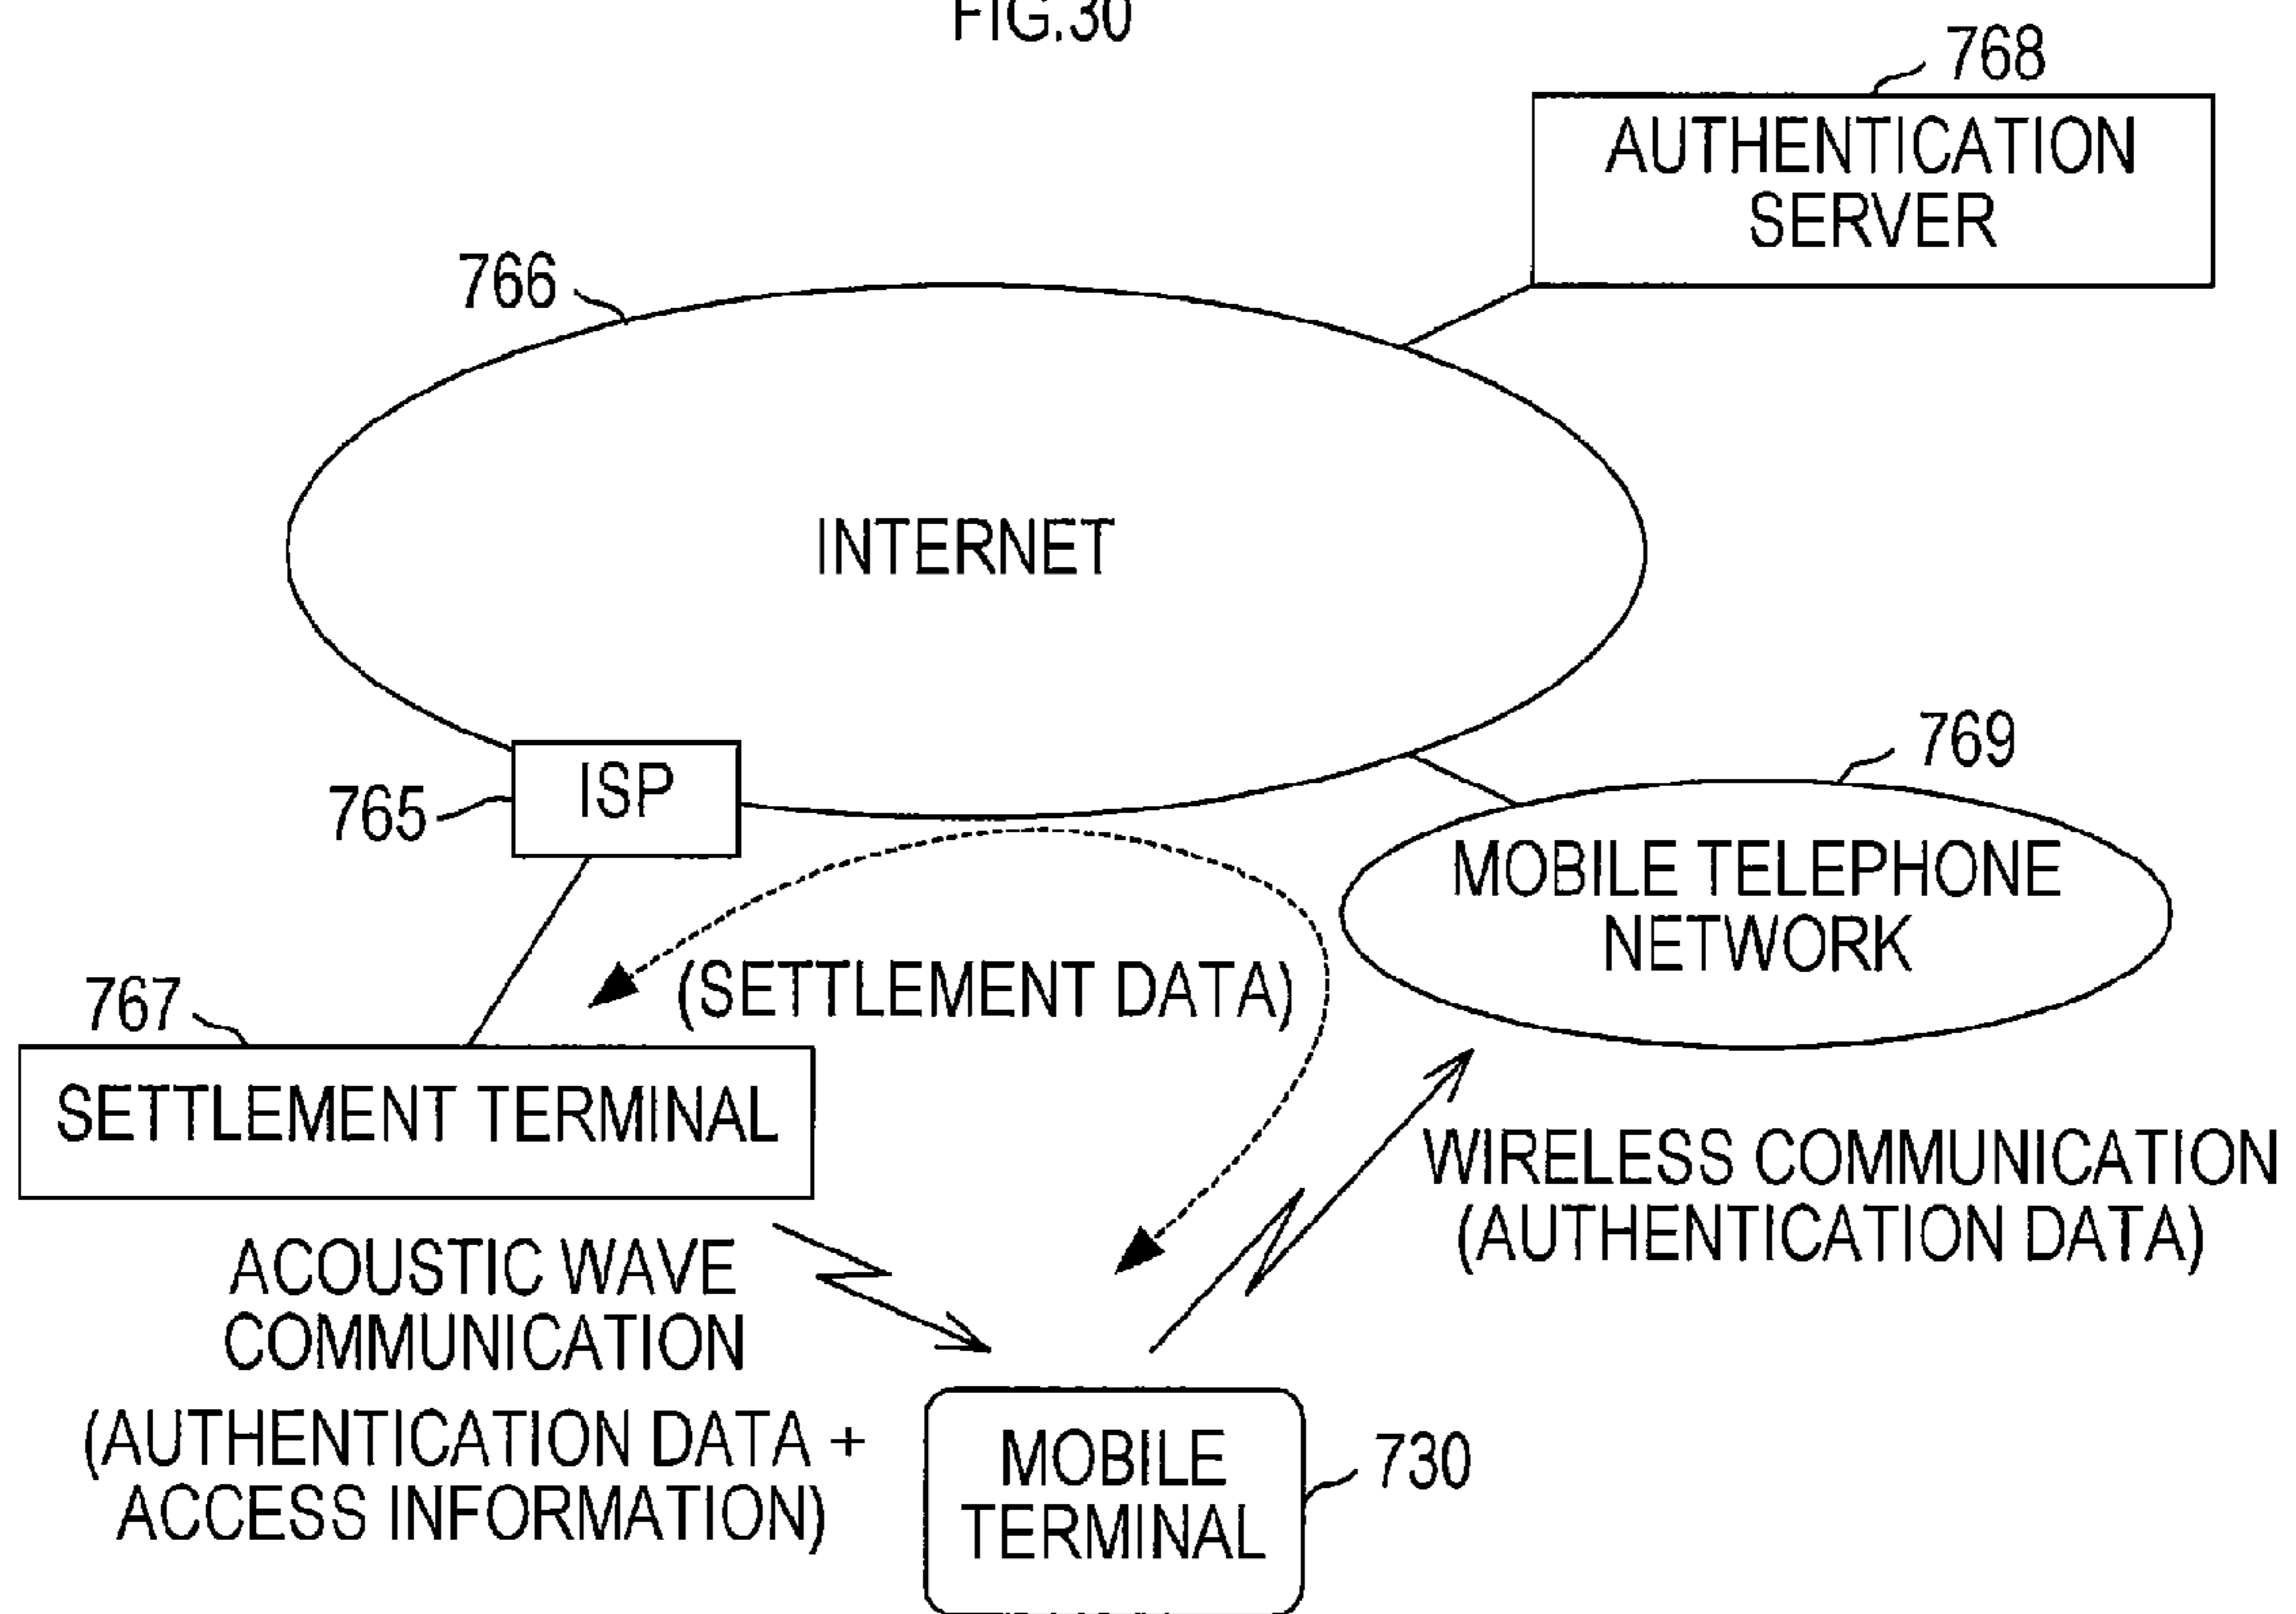 FIG.30
768
AUTHENTICATION
SERVER
766
INTERNET
769
ISP
765
MOBILE TELEPHONE
NETWORK
(SETTLEMENT DATA)
767
SETTLEMENT TERMINAL
WIRELESS COMMUNICATION
(AUTHENTICATION DATA)
ACOUSTIC WAVE
COMMUNICATION
(AUTHENTICATION DATA +
ACCESS INFORMATION)
MOBILE
TERMINAL
730